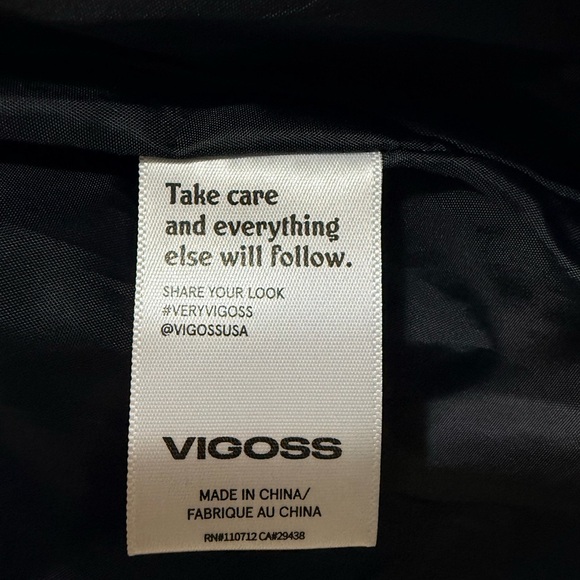 Take care
and everything
else will follow.
SHARE YOUR LOOK
#VERYVIGOSS
@VIGOSSUSA
VIGOSS
MADE IN CHINA/
FABRIQUE AU CHINA
RN#110712 CA#29438